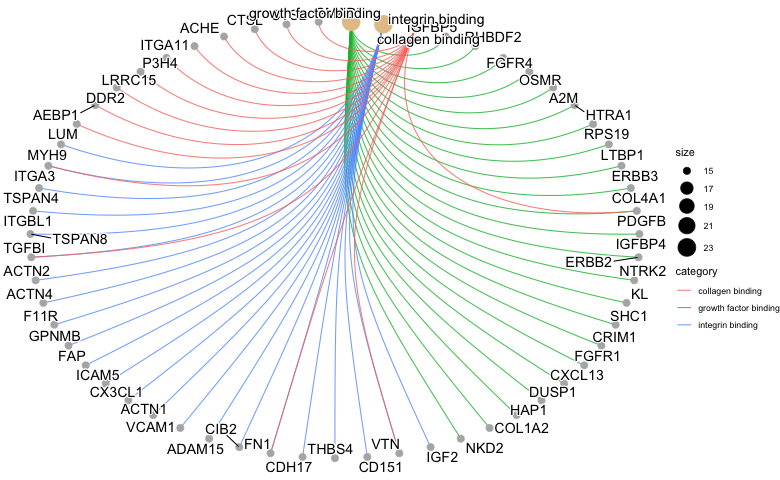 growth factor binding
integrin binding
collagen binding
CTSL
ACHE
ITGA11
P3H4
LRRC15
DDR2
AEBP1
LUM
MYH9
ITGA3
TSPAN4
ITGBL1
TSPAN8
TGFBI
ACTN2
ACTN4
F11R
GPNMB
FAP
ICAM5
CX3CL1
ACTN1
VCAM1
ADAM15
CIB2
FN1
CDH17
THBS4
VTN
CD151
IGF2
NKD2
COL1A2
HAP1
DUSP1
CXCL13
FGFR1
CRIM1
SHC1
KL
NTRK2
ERBB2
IGFBP4
PDGFB
COL4A1
ERBB3
LTBP1
RPS19
HTRA1
A2M
OSMR
FGFR4
RHBDF2
size
15
17
19
21
23
category
collagen binding
growth factor binding
integrin binding